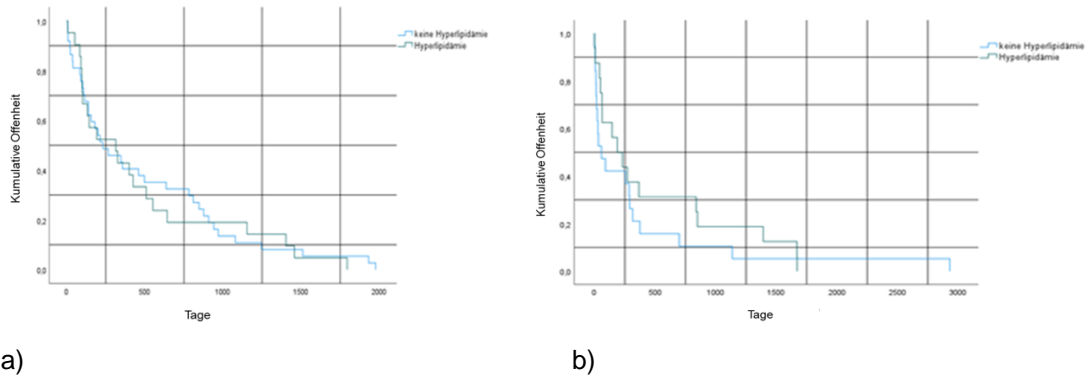 1,0
0,8
0,6
0,4
0,2
0,0
Kumulative Offenheit
0 500 1000 1500 2000
Tage
keine Hyperlipidämie
Hyperlipidämie
a)
1,0
0,8
0,6
0,4
0,2
0,0
Kumulative Offenheit
0 500 1000 1500 2000 2500 3000
Tage
keine Hyperlipidämie
Hyperlipidämie
b)